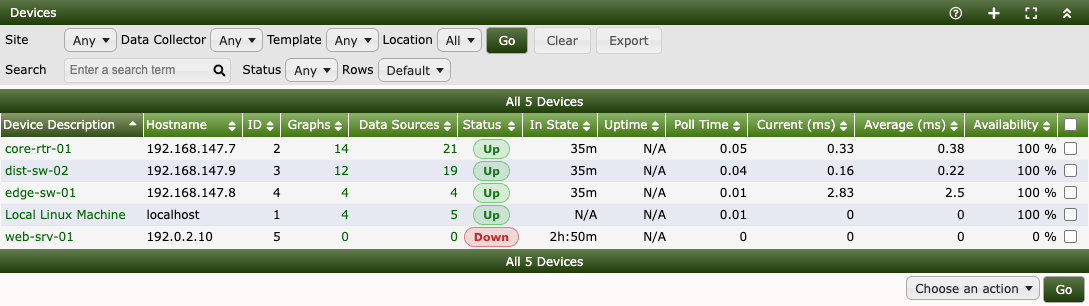 Devices
Site Any Data Collector Any Template Any Location All Go Clear Export
Search Enter a search term Status Any Rows Default
All 5 Devices
Device Description Hostname ID Graphs Data Sources Status In State Uptime Poll Time Current (ms) Average (ms) Availability
core-rtr-01 192.168.147.7 2 14 21 Up 35m N/A 0.05 0.33 0.38 100 %
dist-sw-02 192.168.147.9 3 12 19 Up 35m N/A 0.04 0.16 0.22 100 %
edge-sw-01 192.168.147.8 4 4 4 Up 35m N/A 0.01 2.83 2.5 100 %
Local Linux Machine localhost 1 4 5 Up N/A N/A 0.01 0 0 100 %
web-srv-01 192.0.2.10 5 0 0 Down 2h:50m N/A 0 0 0 0 %
All 5 Devices
Choose an action Go